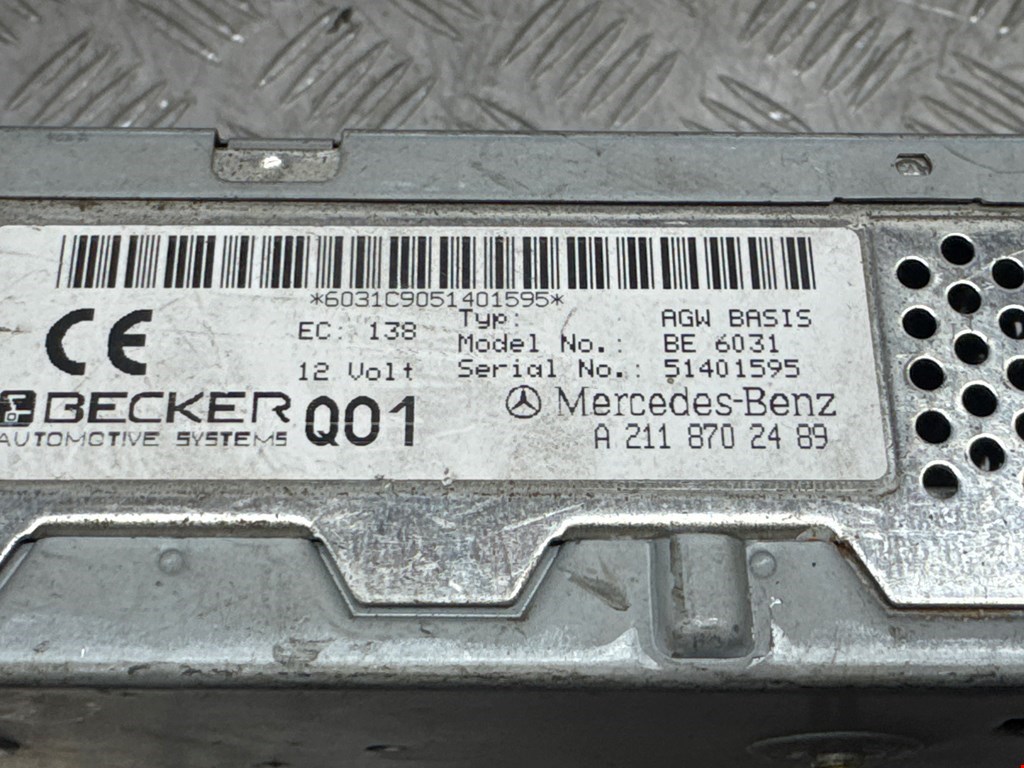 *6031C9051401595*
CE
EC: 138
12 Volt
Typ: AGW BASIS
Model No.: BE 6031
Serial No.: 51401595
BECKER
AUTOMOTIVE SYSTEMS
Q01
Mercedes-Benz
A 211 870 24 89